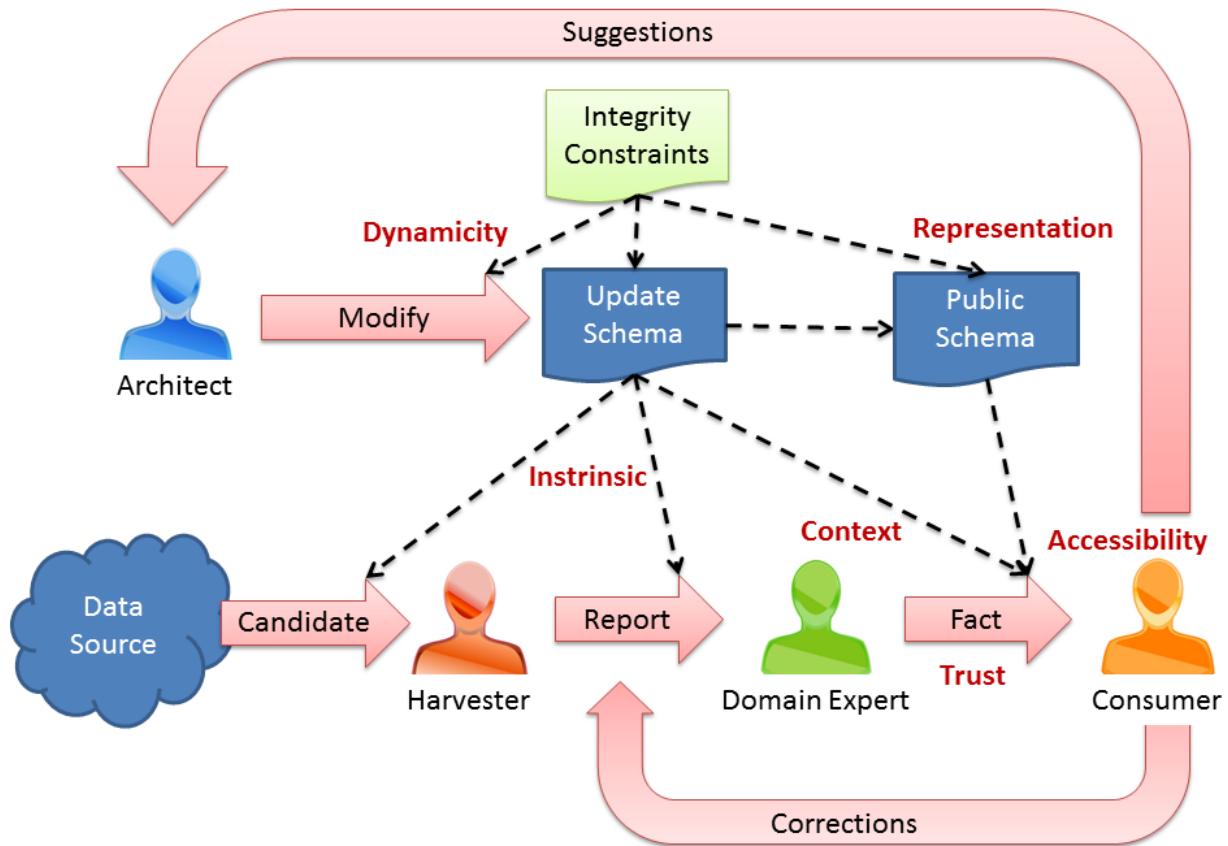 Suggestions
Integrity
Constraints
Dynamicity
Representation
Modify
Update
Schema
Public
Schema
Architect
Instrinsic
Context
Accessibility
Data
Source
Candidate
Report
Fact
Harvester
Domain Expert
Trust
Consumer
Corrections